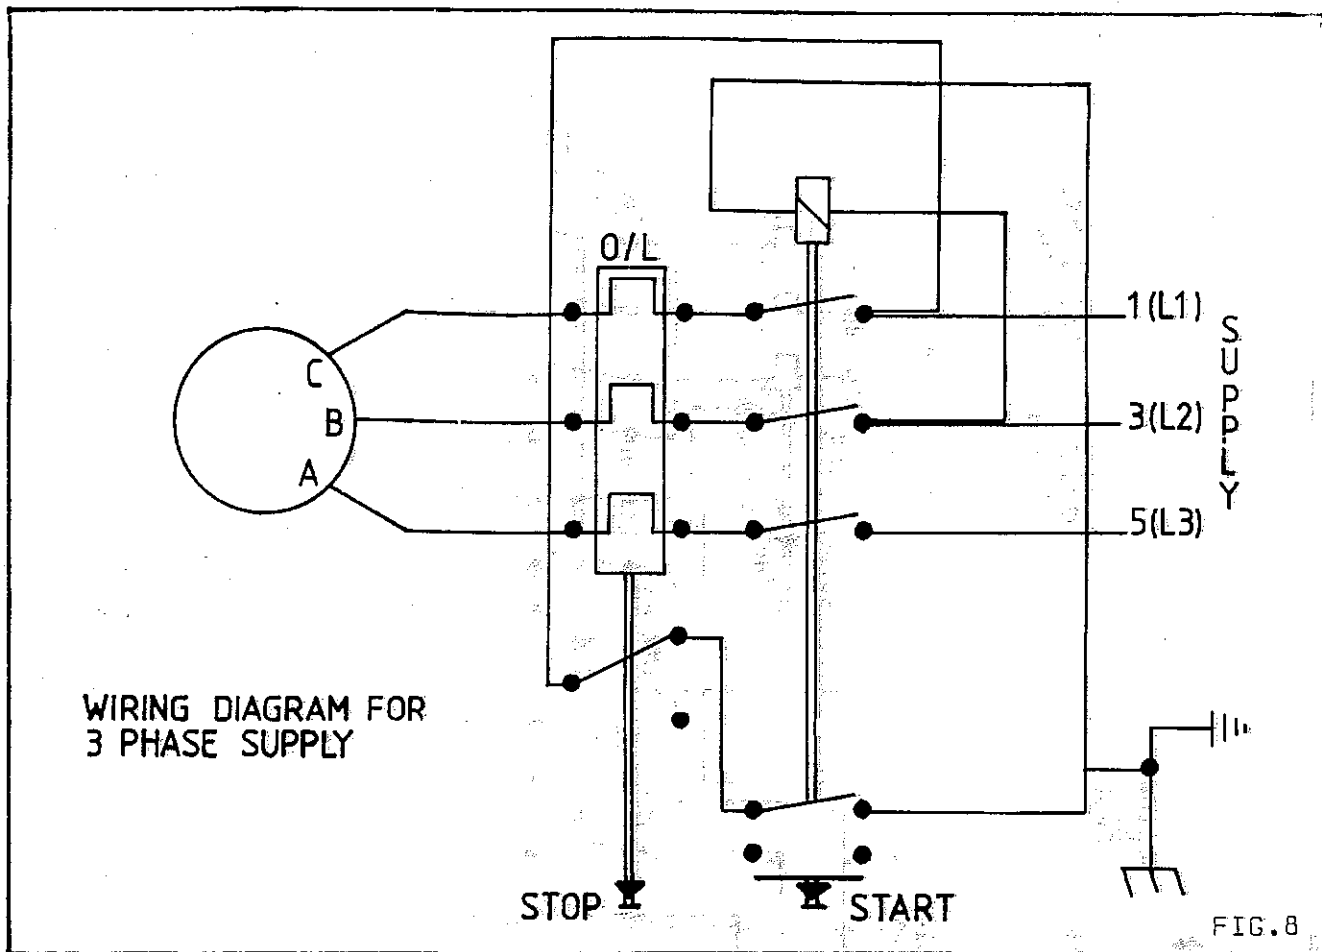 O/L
1(L1)
3(L2)
5(L3)
SUPPLY
C
B
A
WIRING DIAGRAM FOR
3 PHASE SUPPLY
STOP
START
FIG.8